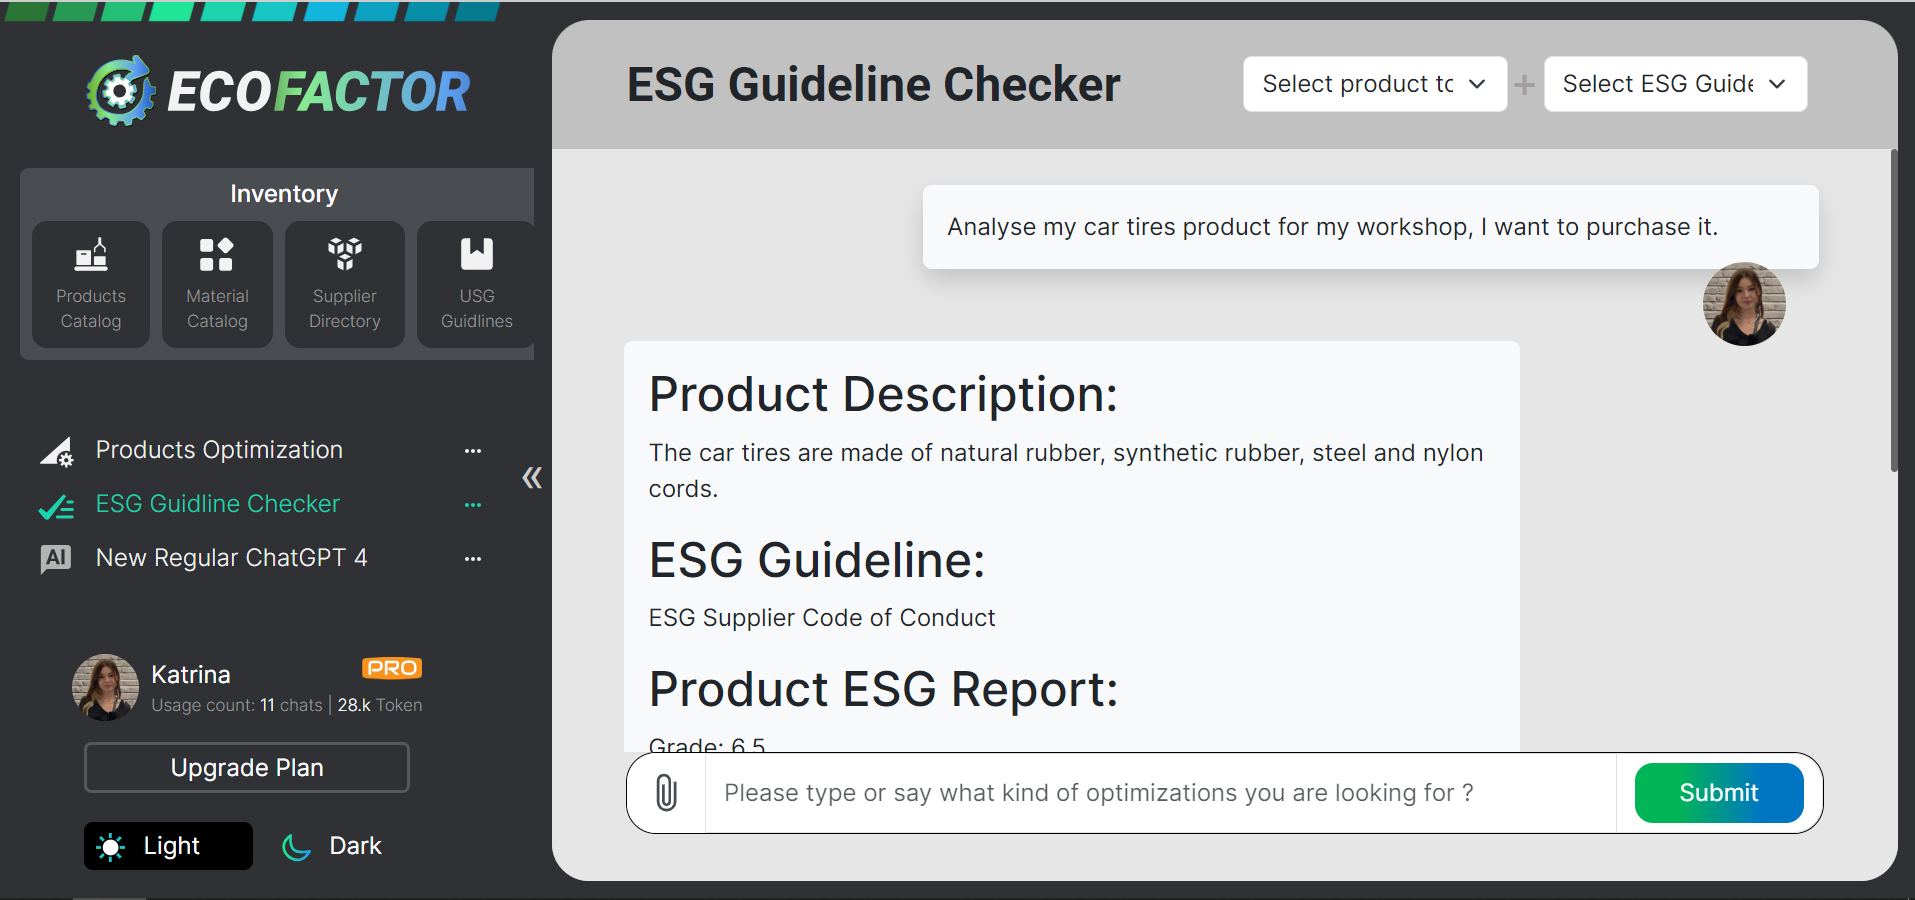 ECOFACTOR
Inventory
Products
Catalog
Material
Catalog
Supplier
Directory
USG
Guidlines
Products Optimization
ESG Guidline Checker
AI
New Regular ChatGPT 4
Katrina
PRO
Usage count: 11 chats | 28.k Token
Upgrade Plan
Light
Dark
ESG Guideline Checker
Select product to
+
Select ESG Guide
Analyse my car tires product for my workshop, I want to purchase it.
Product Description:
The car tires are made of natural rubber, synthetic rubber, steel and nylon
cords.
ESG Guideline:
ESG Supplier Code of Conduct
Product ESG Report:
Grade: 6.5
Please type or say what kind of optimizations you are looking for ?
Submit